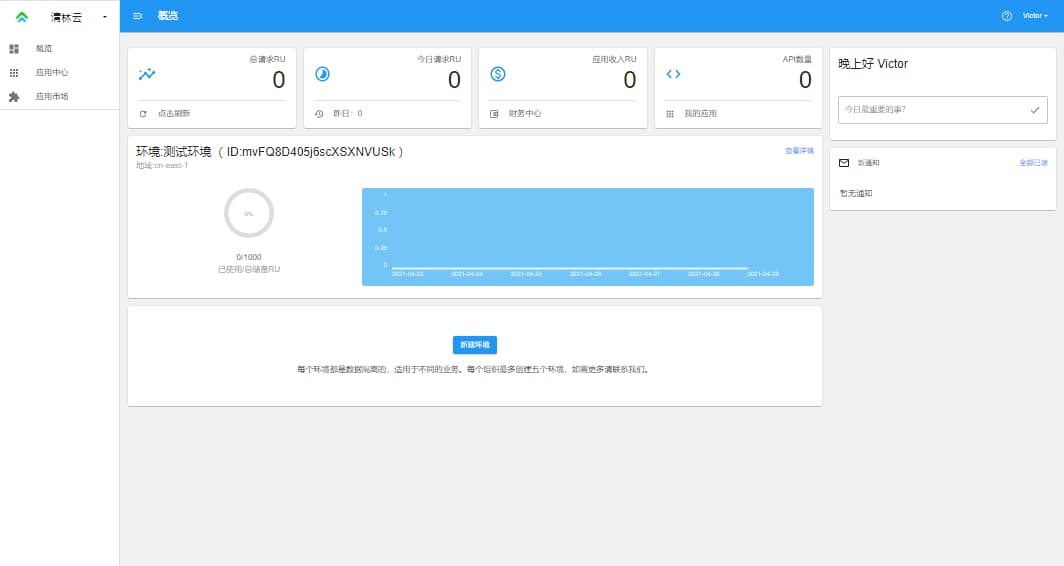 清林云
概览
Victor
概览
应用中心
应用市场
总请求RU
0
点击刷新
今日请求RU
0
昨日：0
应用收入RU
0
财务中心
API数量
0
我的应用
晚上好 Victor
今日最重要的事?
新通知
全部已读
暂无通知
环境:测试环境（ ID:mvFQ8D405j6scXSXNVUSk ）
查看详情
地域:cn-east-1
0%
0/1000
已使用/总储备RU
1
0.75
0.5
0.25
0
2021-04-23 2021-04-24 2021-04-25 2021-04-26 2021-04-27 2021-04-28 2021-04-29
新建环境
每个环境都是数据隔离的，适用于不同的业务。每个组织最多创建五个环境，如需更多请联系我们。